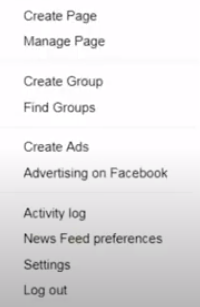 Create Page
Manage Page
Create Group
Find Groups
Create Ads
Advertising on Facebook
Activity log
News Feed preferences
Settings
Log out